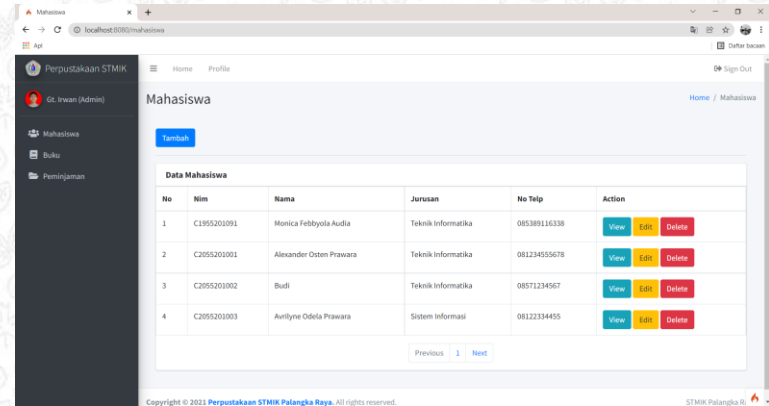 Mahasiswa
localhost:8080/mahasiswa
Apl
Daftar bacaan
Perpustakaan STMIK
Home Profile
Sign Out
Gt. Irwan (Admin)
Mahasiswa
Home / Mahasiswa
Mahasiswa
Buku
Peminjaman
Tambah
Data Mahasiswa
No Nim Nama Jurusan No Telp Action
1 C1955201091 Monica Febbyola Audia Teknik Informatika 085389116338 View Edit Delete
2 C2055201001 Alexander Osten Prawara Teknik Informatika 081234555678 View Edit Delete
3 C2055201002 Budi Teknik Informatika 08571234567 View Edit Delete
4 C2055201003 Avrilyne Odela Prawara Sistem Informasi 08122334455 View Edit Delete
Previous 1 Next
Copyright © 2021 Perpustakaan STMIK Palangka Raya. All rights reserved.
STMIK Palangka R